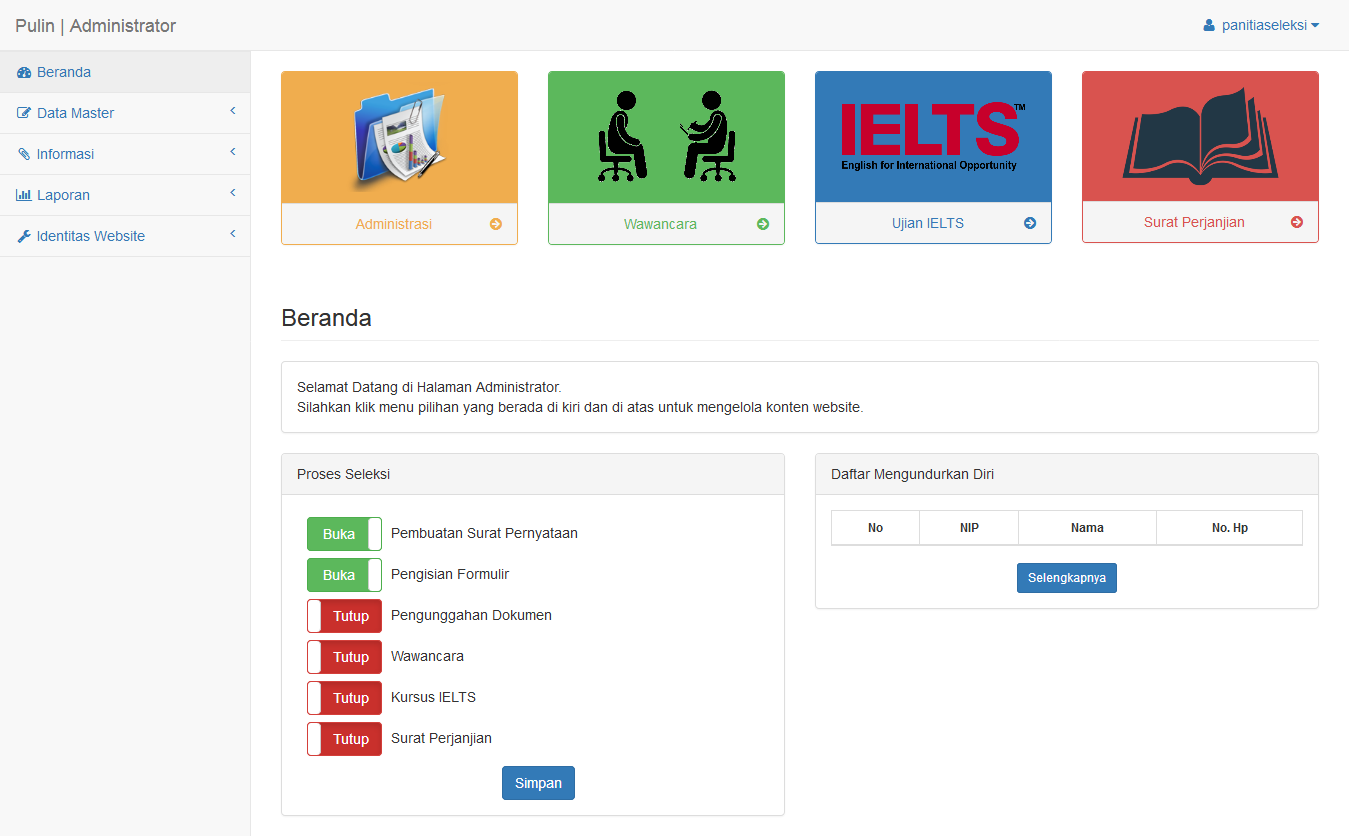 Pulin | Administrator
panitiaseleksi
Beranda
Data Master
Informasi
Laporan
Identitas Website
Administrasi
Wawancara
IELTS™
English for International Opportunity
Ujian IELTS
Surat Perjanjian
Beranda
Selamat Datang di Halaman Administrator.
Silahkan klik menu pilihan yang berada di kiri dan di atas untuk mengelola konten website.
Proses Seleksi
Buka Pembuatan Surat Pernyataan
Buka Pengisian Formulir
Tutup Pengunggahan Dokumen
Tutup Wawancara
Tutup Kursus IELTS
Tutup Surat Perjanjian
Simpan
Daftar Mengundurkan Diri
No NIP Nama No. Hp
Selengkapnya